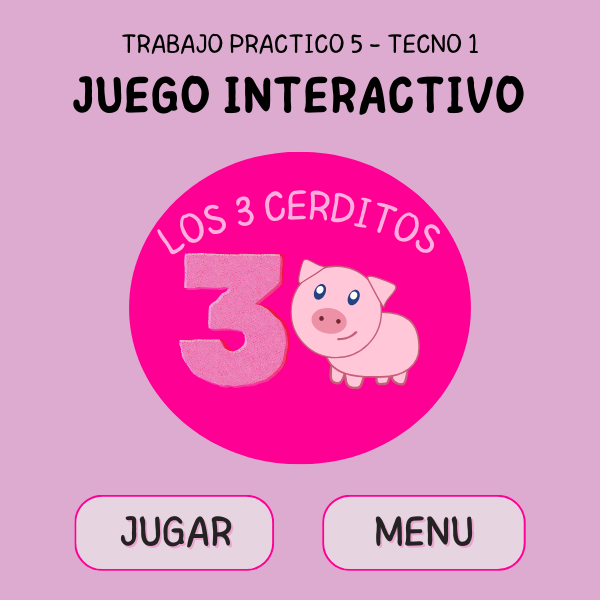 TRABAJO PRACTICO 5 - TECNO 1
JUEGO INTERACTIVO
LOS 3 CERDITOS
3
JUGAR
MENU